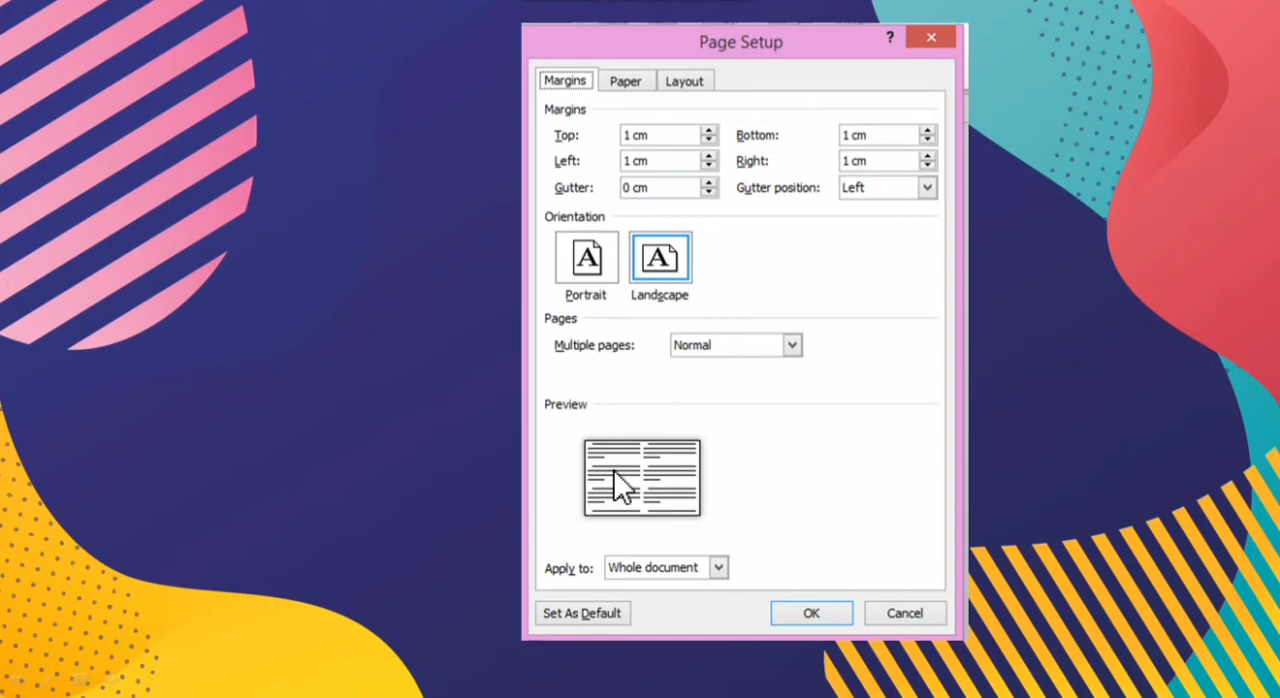 Page Setup
?
Margins Paper Layout
Margins
Top: 1 cm Bottom: 1 cm
Left: 1 cm Right: 1 cm
Gutter: 0 cm Gutter position: Left
Orientation
A A
Portrait Landscape
Pages
Multiple pages: Normal
Preview
Apply to: Whole document
Set As Default OK Cancel